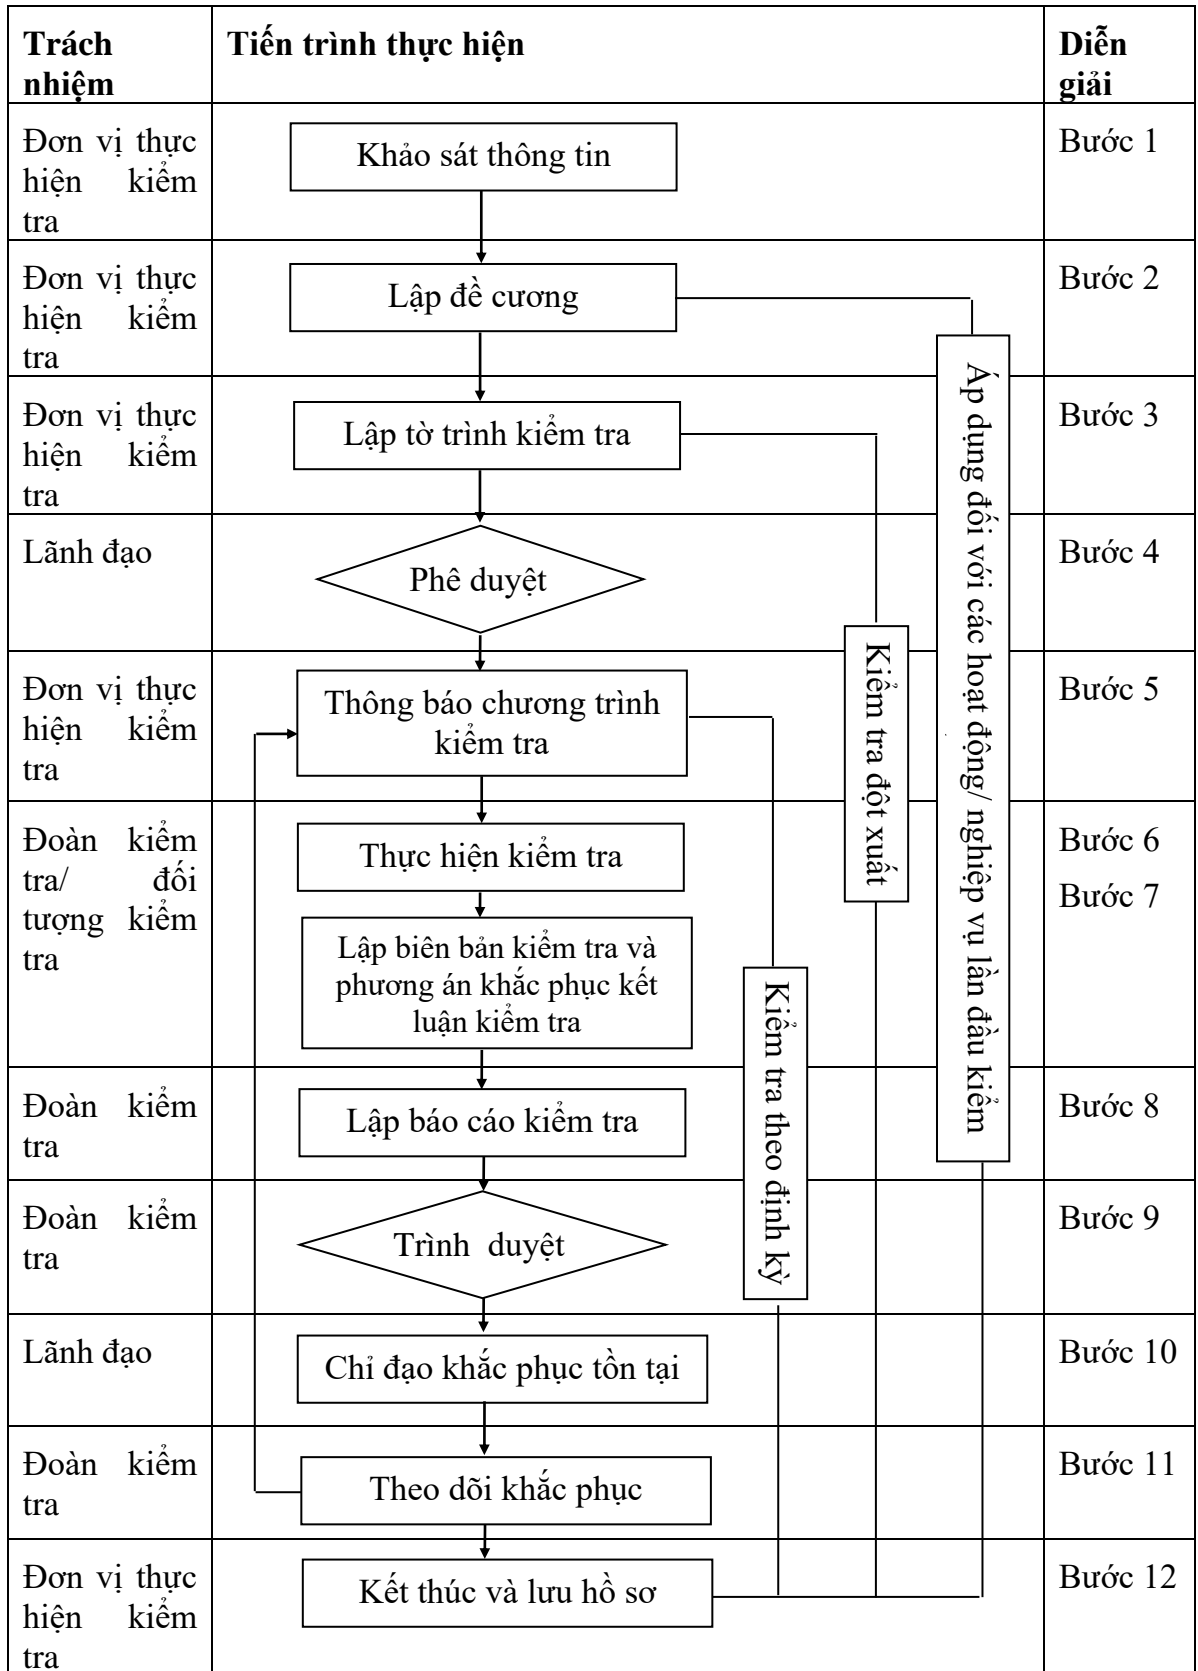 Trách
nhiệm
Tiến trình thực hiện
Diễn
giải
Đơn vị thực
hiện kiểm
tra
Khảo sát thông tin
Bước 1
Đơn vị thực
hiện kiểm
tra
Lập đề cương
Bước 2
Đơn vị thực
hiện kiểm
tra
Lập tờ trình kiểm tra
Bước 3
Lãnh đạo
Phê duyệt
Bước 4
Đơn vị thực
hiện kiểm
tra
Thông báo chương trình
kiểm tra
Bước 5
Đoàn kiểm
tra/ đối
tượng kiểm
tra
Thực hiện kiểm tra
Lập biên bản kiểm tra và
phương án khắc phục kết
luận kiểm tra
Bước 6
Bước 7
Đoàn kiểm
tra
Lập báo cáo kiểm tra
Bước 8
Đoàn kiểm
tra
Trình duyệt
Bước 9
Lãnh đạo
Chỉ đạo khắc phục tồn tại
Bước 10
Đoàn kiểm
tra
Theo dõi khắc phục
Bước 11
Đơn vị thực
hiện kiểm
tra
Kết thúc và lưu hồ sơ
Bước 12
Kiểm tra theo định kỳ
Kiểm tra đột xuất
Áp dụng đối với các hoạt động/ nghiệp vụ lần đầu kiểm